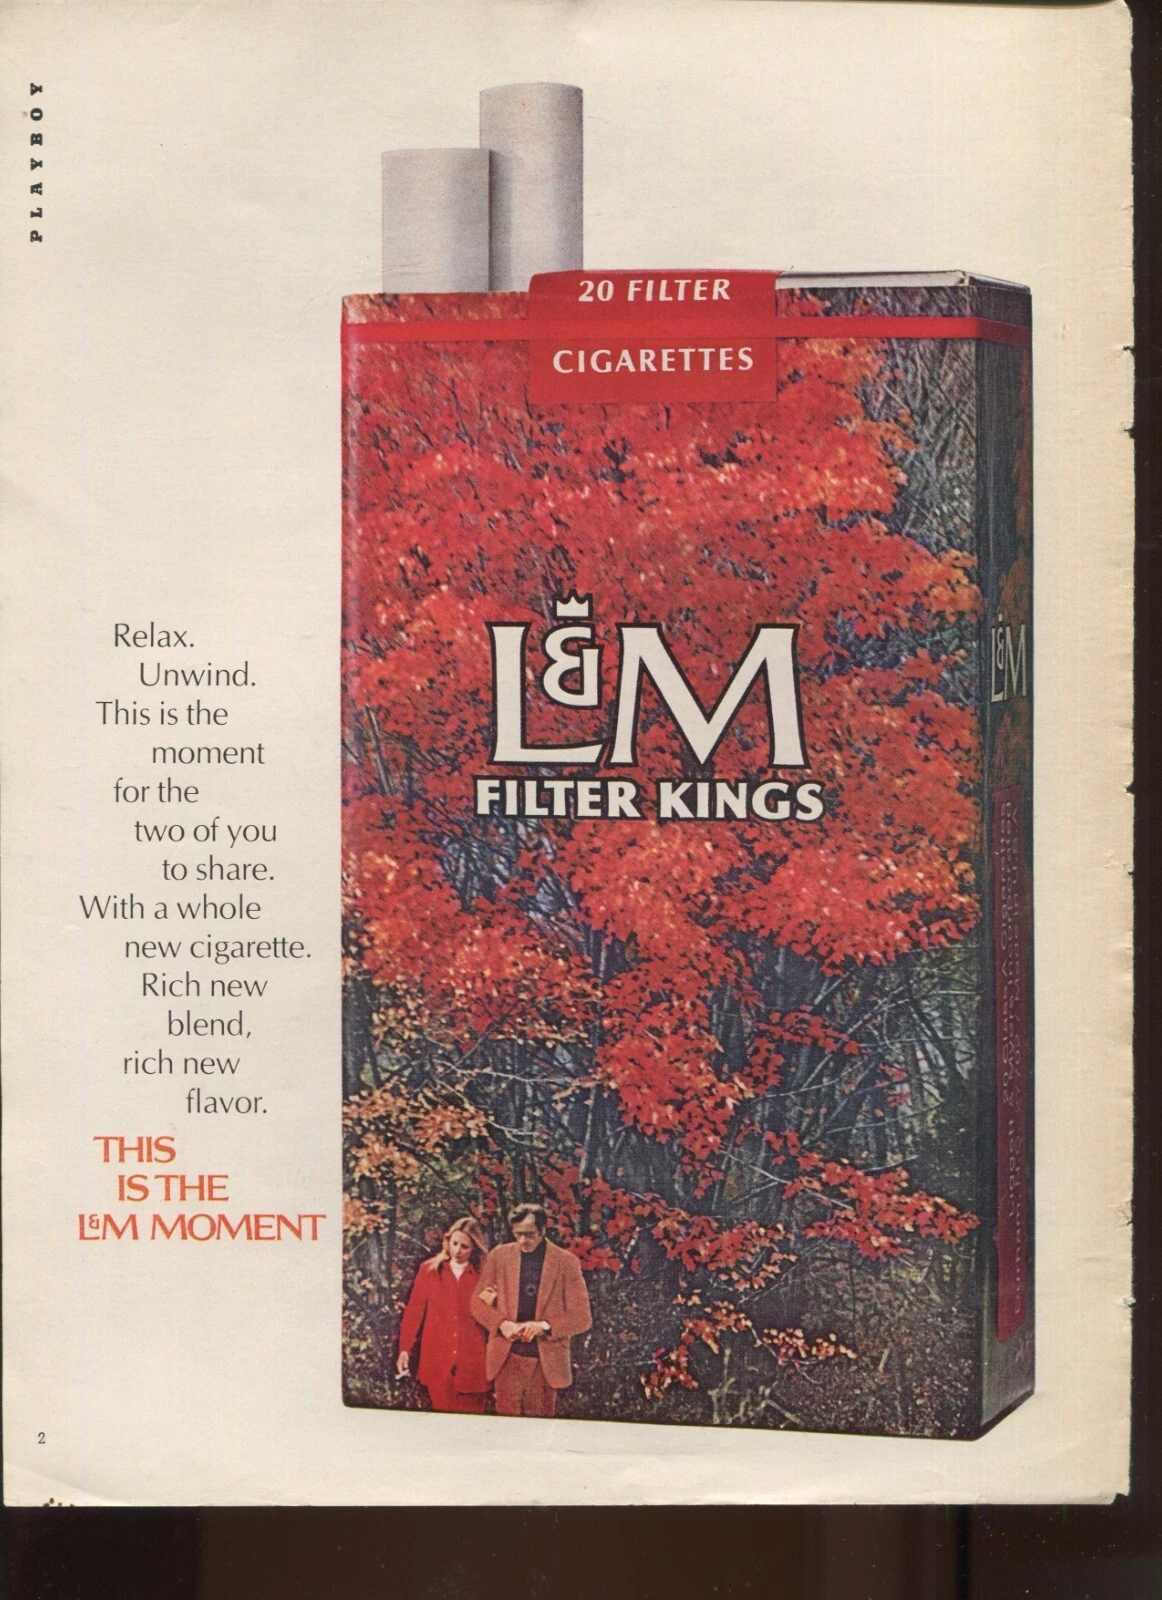 PLAYBOY
20 FILTER
CIGARETTES
L&M
FILTER KINGS
L&M
Relax.
Unwind.
This is the
moment
for the
two of you
to share.
With a whole
new cigarette.
Rich new
blend,
rich new
flavor.
THIS
IS THE
L&M MOMENT
2